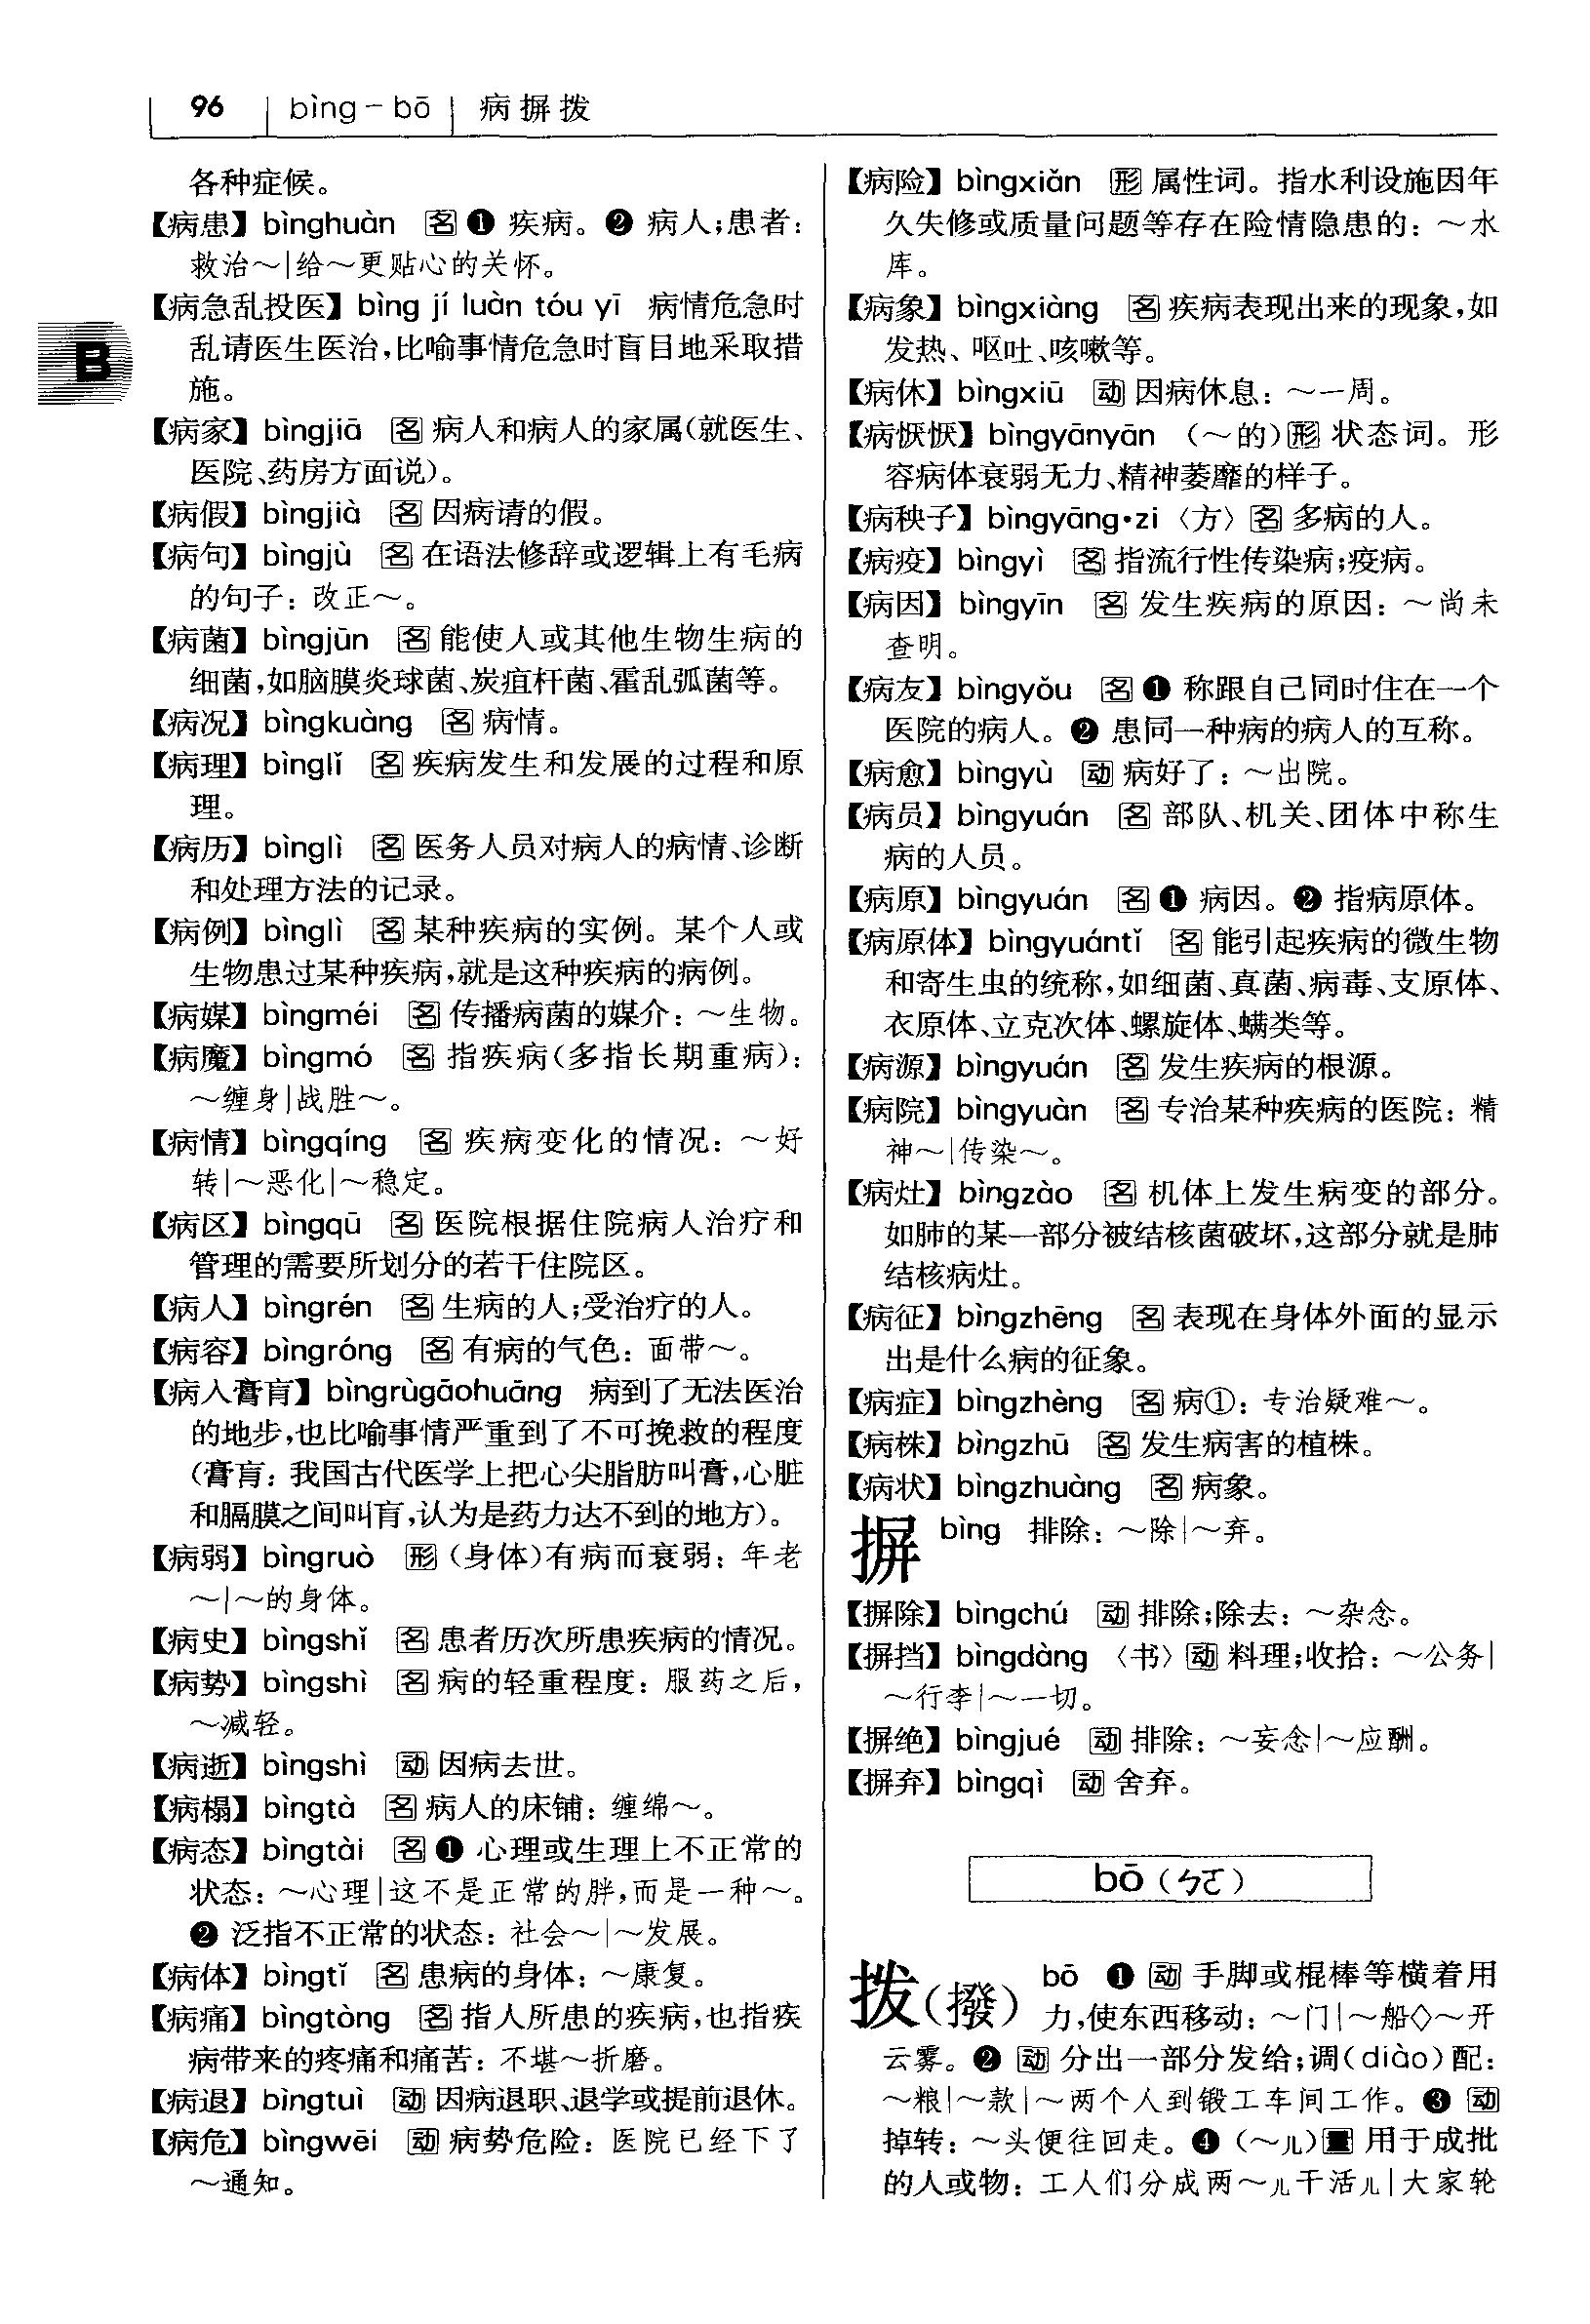 96 bìng-bō 病摒拨
B
各种症候。
【病患】bìnghuàn 名❶ 疾病。❷ 病人;患者:
救治～|给～更贴心的关怀。
【病急乱投医】bìng jí luàn tóu yī 病情危急时
乱请医生医治,比喻事情危急时盲目地采取措
施。
【病家】bìngjiā 名 病人和病人的家属(就医生、
医院、药房方面说)。
【病假】bìngjià 名 因病请的假。
【病句】bìngjù 名 在语法修辞或逻辑上有毛病
的句子: 改正～。
【病菌】bìngjūn 名 能使人或其他生物生病的
细菌,如脑膜炎球菌、炭疽杆菌、霍乱弧菌等。
【病况】bìngkuàng 名 病情。
【病理】bìnglǐ 名 疾病发生和发展的过程和原
理。
【病历】bìnglì 名 医务人员对病人的病情、诊断
和处理方法的记录。
【病例】bìnglì 名 某种疾病的实例。某个人或
生物患过某种疾病,就是这种疾病的病例。
【病媒】bìngméi 名 传播病菌的媒介: ～生物。
【病魔】bìngmó 名 指疾病(多指长期重病):
～缠身|战胜～。
【病情】bìngqíng 名 疾病变化的情况: ～好
转|～恶化|～稳定。
【病区】bìngqū 名 医院根据住院病人治疗和
管理的需要所划分的若干住院区。
【病人】bìngrén 名 生病的人;受治疗的人。
【病容】bìngróng 名 有病的气色: 面带～。
【病入膏肓】bìngrùgāohuāng 病到了无法医治
的地步,也比喻事情严重到了不可挽救的程度
(膏肓: 我国古代医学上把心尖脂肪叫膏,心脏
和膈膜之间叫肓,认为是药力达不到的地方)。
【病弱】bìngruò 形 (身体)有病而衰弱: 年老
～|～的身体。
【病史】bìngshǐ 名 患者历次所患疾病的情况。
【病势】bìngshì 名 病的轻重程度: 服药之后,
～减轻。
【病逝】bìngshì 动 因病去世。
【病榻】bìngtà 名 病人的床铺: 缠绵～。
【病态】bìngtài 名❶ 心理或生理上不正常的
状态: ～心理|这不是正常的胖,而是一种～。
❷ 泛指不正常的状态: 社会～|～发展。
【病体】bìngtǐ 名 患病的身体: ～康复。
【病痛】bìngtòng 名 指人所患的疾病,也指疾
病带来的疼痛和痛苦: 不堪～折磨。
【病退】bìngtuì 动 因病退职、退学或提前退休。
【病危】bìngwēi 动 病势危险: 医院已经下了
～通知。
【病险】bìngxiǎn 形 属性词。指水利设施因年
久失修或质量问题等存在险情隐患的: ～水
库。
【病象】bìngxiàng 名 疾病表现出来的现象,如
发热、呕吐、咳嗽等。
【病休】bìngxiū 动 因病休息: ～一周。
【病恹恹】bìngyānyān (～的)形 状态词。形
容病体衰弱无力、精神萎靡的样子。
【病秧子】bìngyāng·zi 〈方〉名 多病的人。
【病疫】bìngyì 名 指流行性传染病;疫病。
【病因】bìngyīn 名 发生疾病的原因: ～尚未
查明。
【病友】bìngyǒu 名❶ 称跟自己同时住在一个
医院的病人。❷ 患同一种病的病人的互称。
【病愈】bìngyù 动 病好了: ～出院。
【病员】bìngyuán 名 部队、机关、团体中称生
病的人员。
【病原】bìngyuán 名❶ 病因。❷ 指病原体。
【病原体】bìngyuántǐ 名 能引起疾病的微生物
和寄生虫的统称,如细菌、真菌、病毒、支原体、
衣原体、立克次体、螺旋体、螨类等。
【病源】bìngyuán 名 发生疾病的根源。
【病院】bìngyuàn 名 专治某种疾病的医院: 精
神～|传染～。
【病灶】bìngzào 名 机体上发生病变的部分。
如肺的某一部分被结核菌破坏,这部分就是肺
结核病灶。
【病征】bìngzhēng 名 表现在身体外面的显示
出是什么病的征象。
【病症】bìngzhèng 名 病①: 专治疑难～。
【病株】bìngzhū 名 发生病害的植株。
【病状】bìngzhuàng 名 病象。
摒 bìng 排除: ～除|～弃。
【摒除】bìngchú 动 排除;除去: ～杂念。
【摒挡】bìngdàng 〈书〉动 料理;收拾: ～公务|
～行李|～一切。
【摒绝】bìngjué 动 排除: ～妄念|～应酬。
【摒弃】bìngqì 动 舍弃。
bō (ㄅㄛ)
拨(撥) bō ❶ 动 手脚或棍棒等横着用
力,使东西移动: ～门|～船◇～开
云雾。❷ 动 分出一部分发给;调(diào)配:
～粮|～款|～两个人到锻工车间工作。❸ 动
掉转: ～头便往回走。❹ (～儿)量 用于成批
的人或物: 工人们分成两～儿干活儿|大家轮